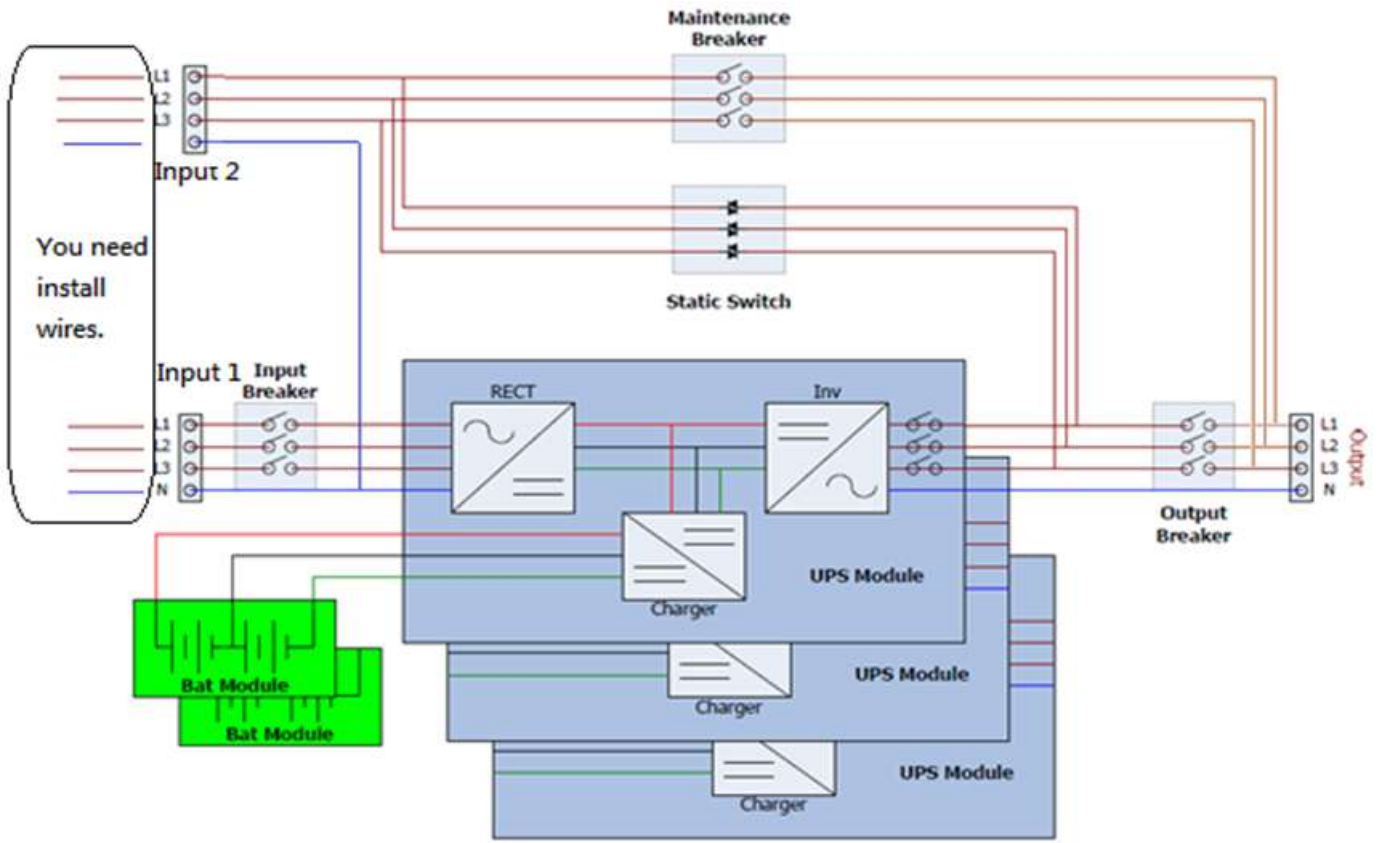 Maintenance
Breaker
L1
L2
L3
Input 2
You need
install
wires.
Static Switch
Input 1
Input
Breaker
RECT
Inv
L1
L2
L3
N
L1
L2
L3
N
Output
Output
Breaker
UPS Module
Charger
Bat Module
UPS Module
Charger
Bat Module
UPS Module
Charger